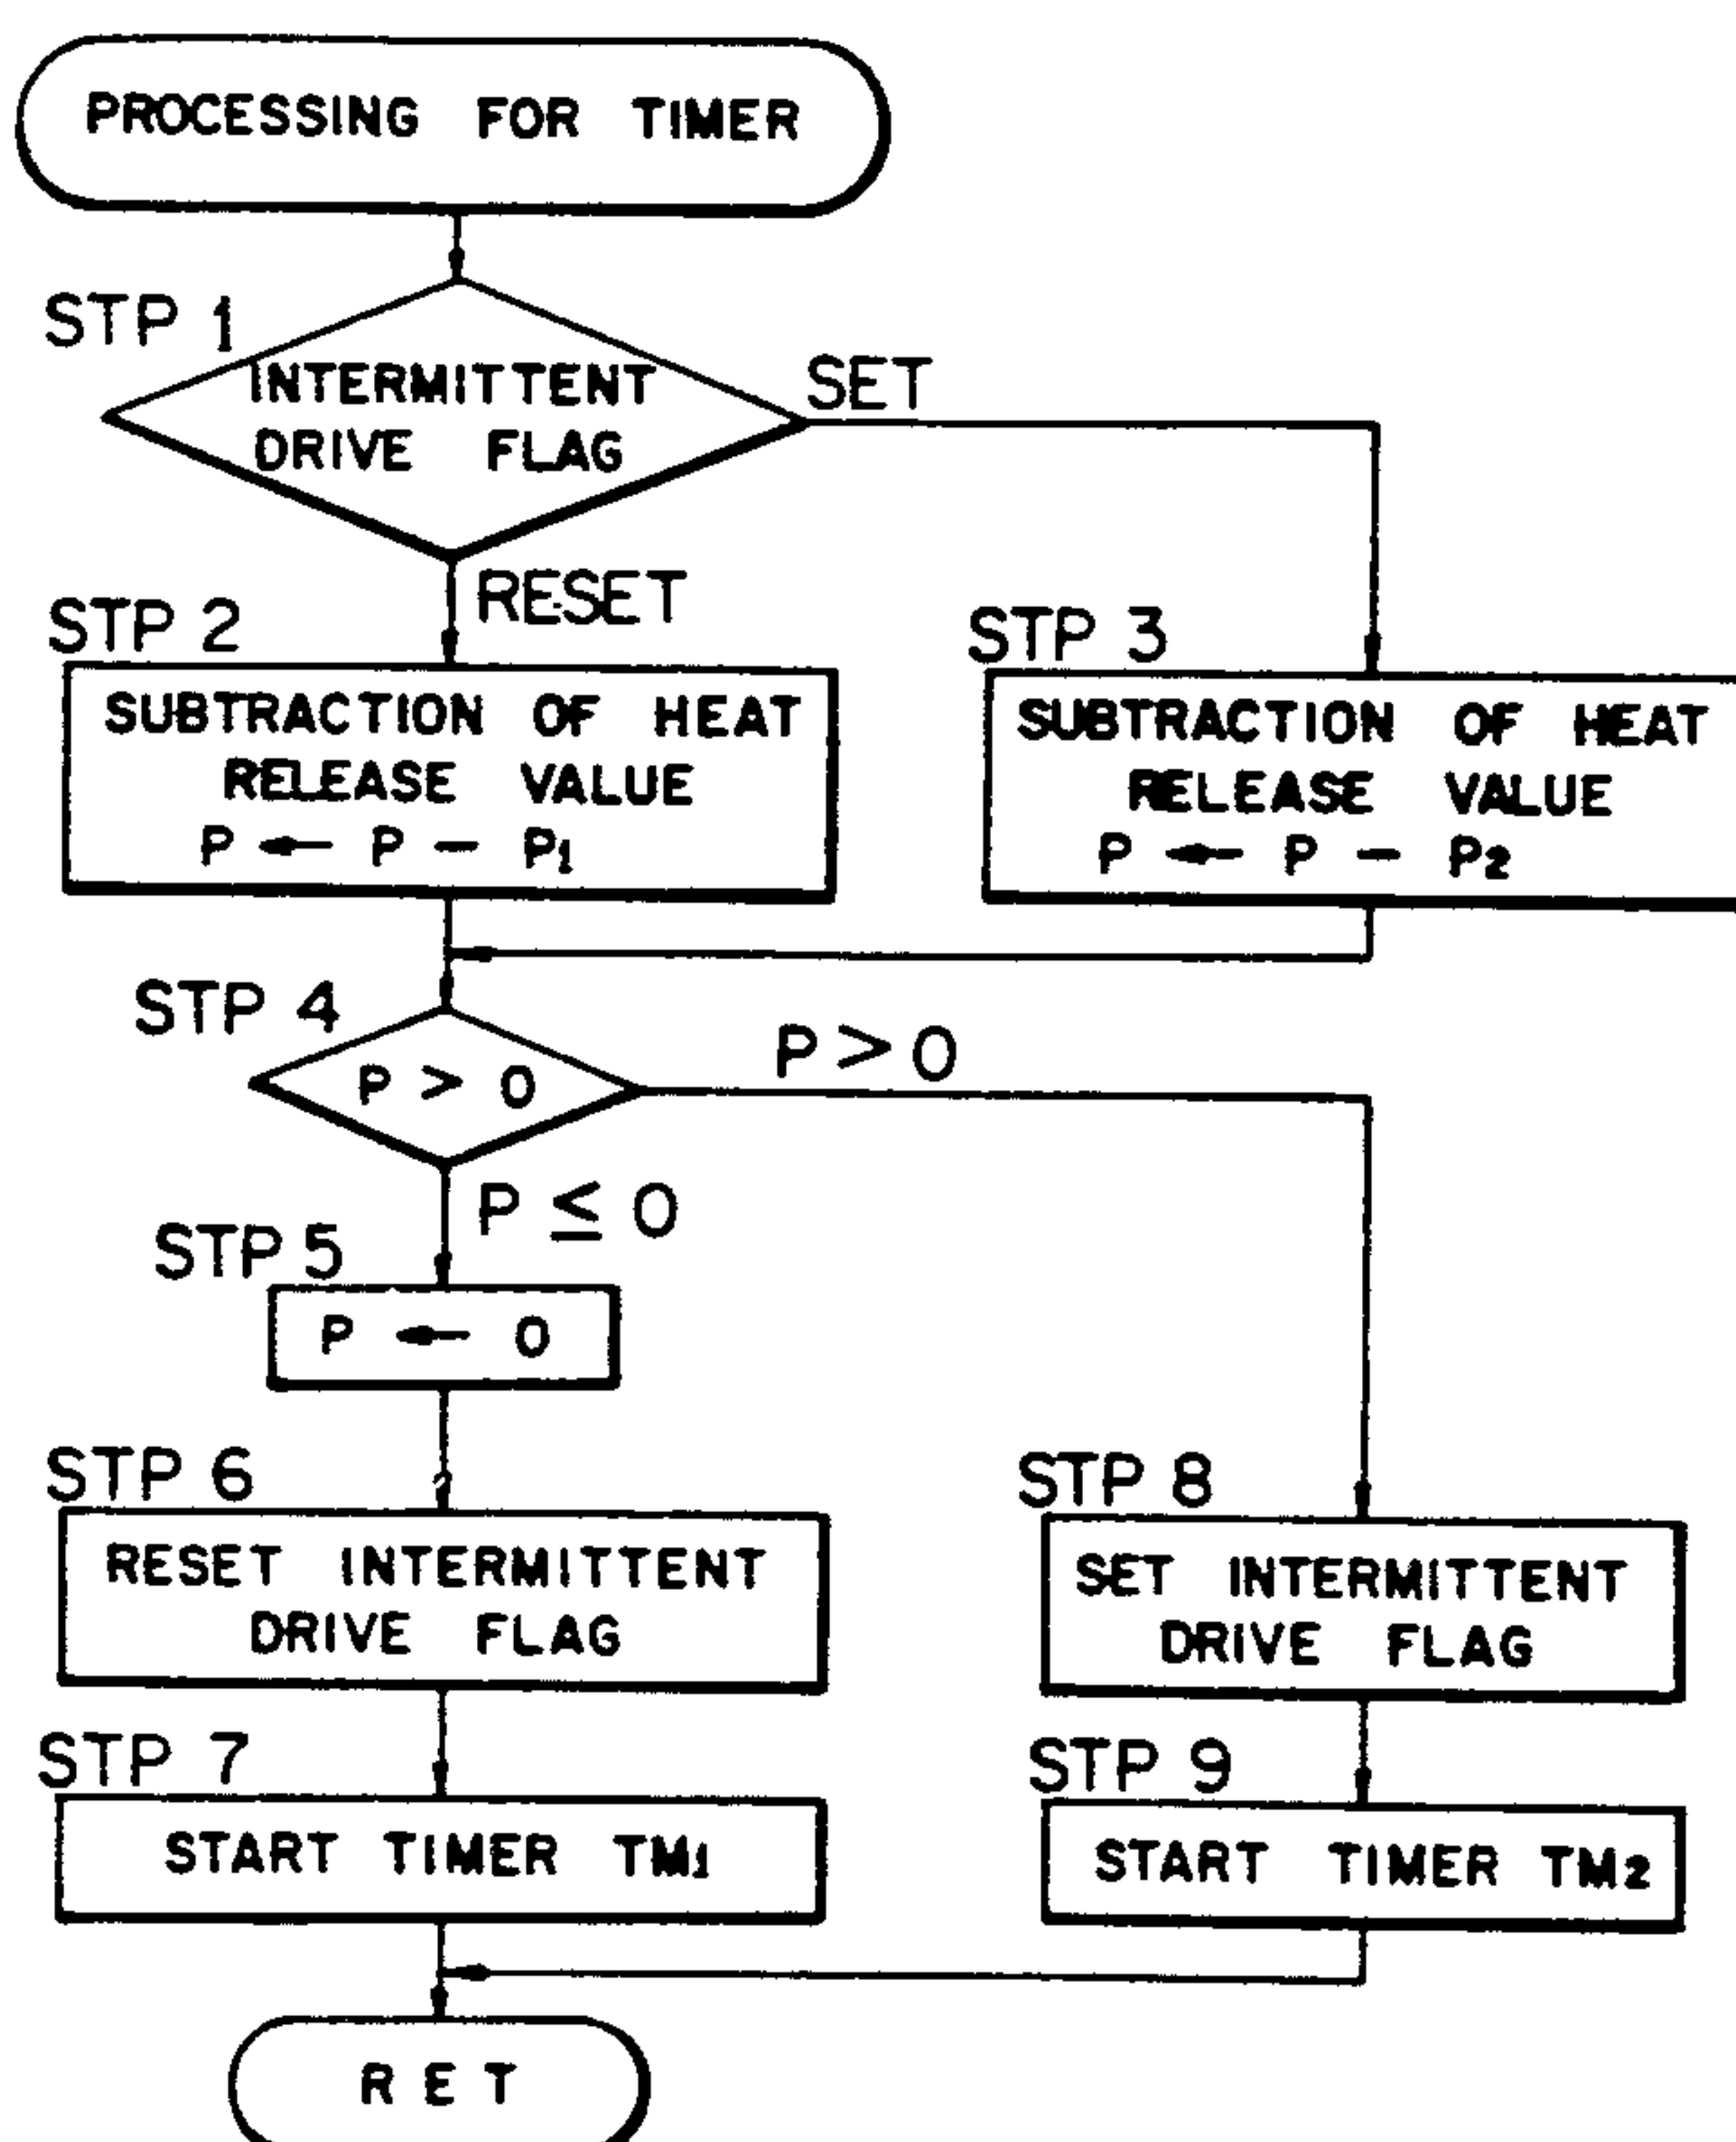 PROCESSING FOR TIMER
STP 1
INTERMITTENT
DRIVE FLAG
SET
RESET
STP 2
SUBTRACTION OF HEAT
RELEASE VALUE
P ← P - P1
STP 3
SUBTRACTION OF HEAT
RELEASE VALUE
P ← P - P2
STP 4
P > 0
P > 0
P ≤ 0
STP 5
P ← 0
STP 6
RESET INTERMITTENT
DRIVE FLAG
STP 8
SET INTERMITTENT
DRIVE FLAG
STP 7
START TIMER TM1
STP 9
START TIMER TM2
RET